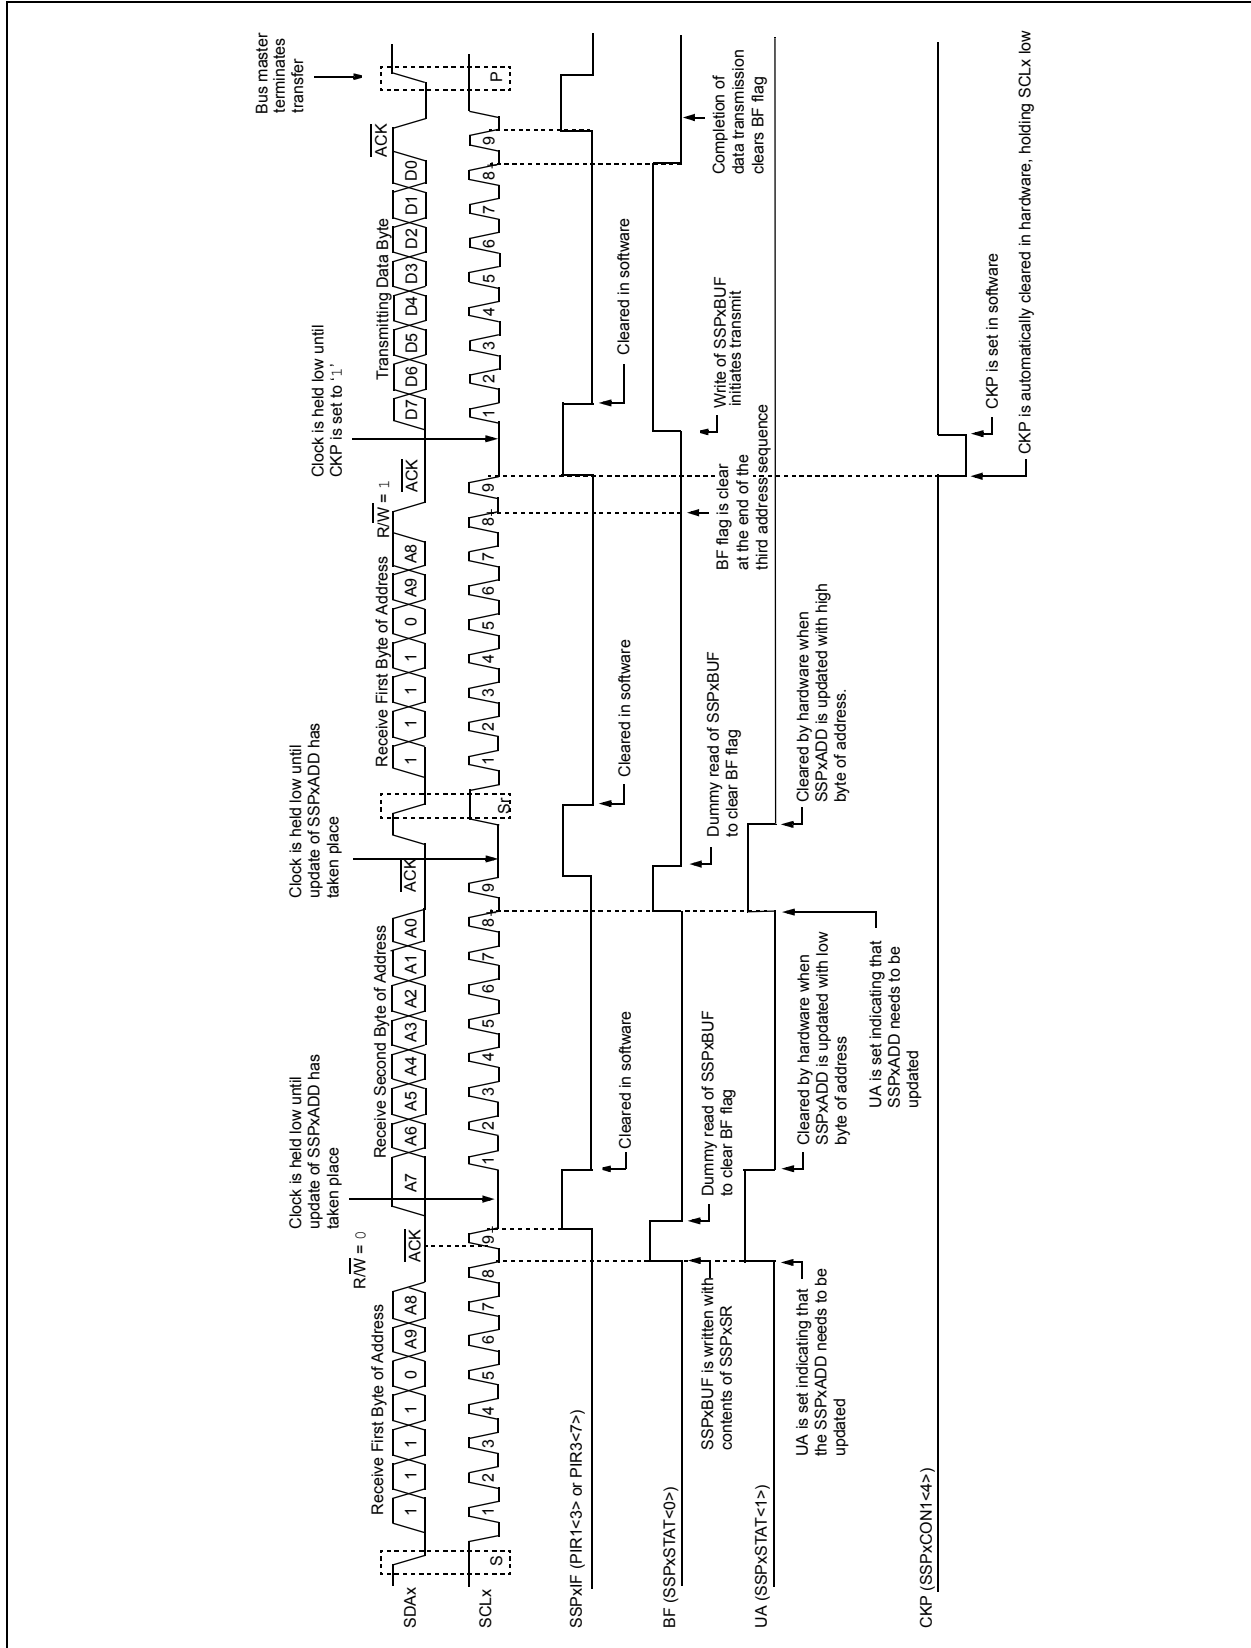 Bus master
terminates
transfer
Clock is held low until
CKP is set to ‘1’
Clock is held low until
update of SSPxADD has
taken place
Clock is held low until
update of SSPxADD has
taken place
R/W = 0
R/W = 1
Receive First Byte of Address
ACK
Receive Second Byte of Address
ACK
Receive First Byte of Address
ACK
Transmitting Data Byte
ACK
SDAx
1 1 1 1 0 A9 A8
A7 A6 A5 A4 A3 A2 A1 A0
1 1 1 1 0 A9 A8
D7 D6 D5 D4 D3 D2 D1 D0
SCLx
S
1 2 3 4 5 6 7 8 9
1 2 3 4 5 6 7 8 9
Sr
1 2 3 4 5 6 7 8 9
1 2 3 4 5 6 7 8 9
P
SSPxIF (PIR1<3> or PIR3<7>)
Cleared in software
Cleared in software
Cleared in software
BF (SSPxSTAT<0>)
SSPxBUF is written with
contents of SSPxSR
Dummy read of SSPxBUF
to clear BF flag
Dummy read of SSPxBUF
to clear BF flag
BF flag is clear
at the end of the
third address sequence
Write of SSPxBUF
initiates transmit
Completion of
data transmission
clears BF flag
UA (SSPxSTAT<1>)
UA is set indicating that
the SSPxADD needs to be
updated
Cleared by hardware when
SSPxADD is updated with low
byte of address
UA is set indicating that
SSPxADD needs to be
updated
Cleared by hardware when
SSPxADD is updated with high
byte of address.
CKP (SSPxCON1<4>)
CKP is set in software
CKP is automatically cleared in hardware, holding SCLx low